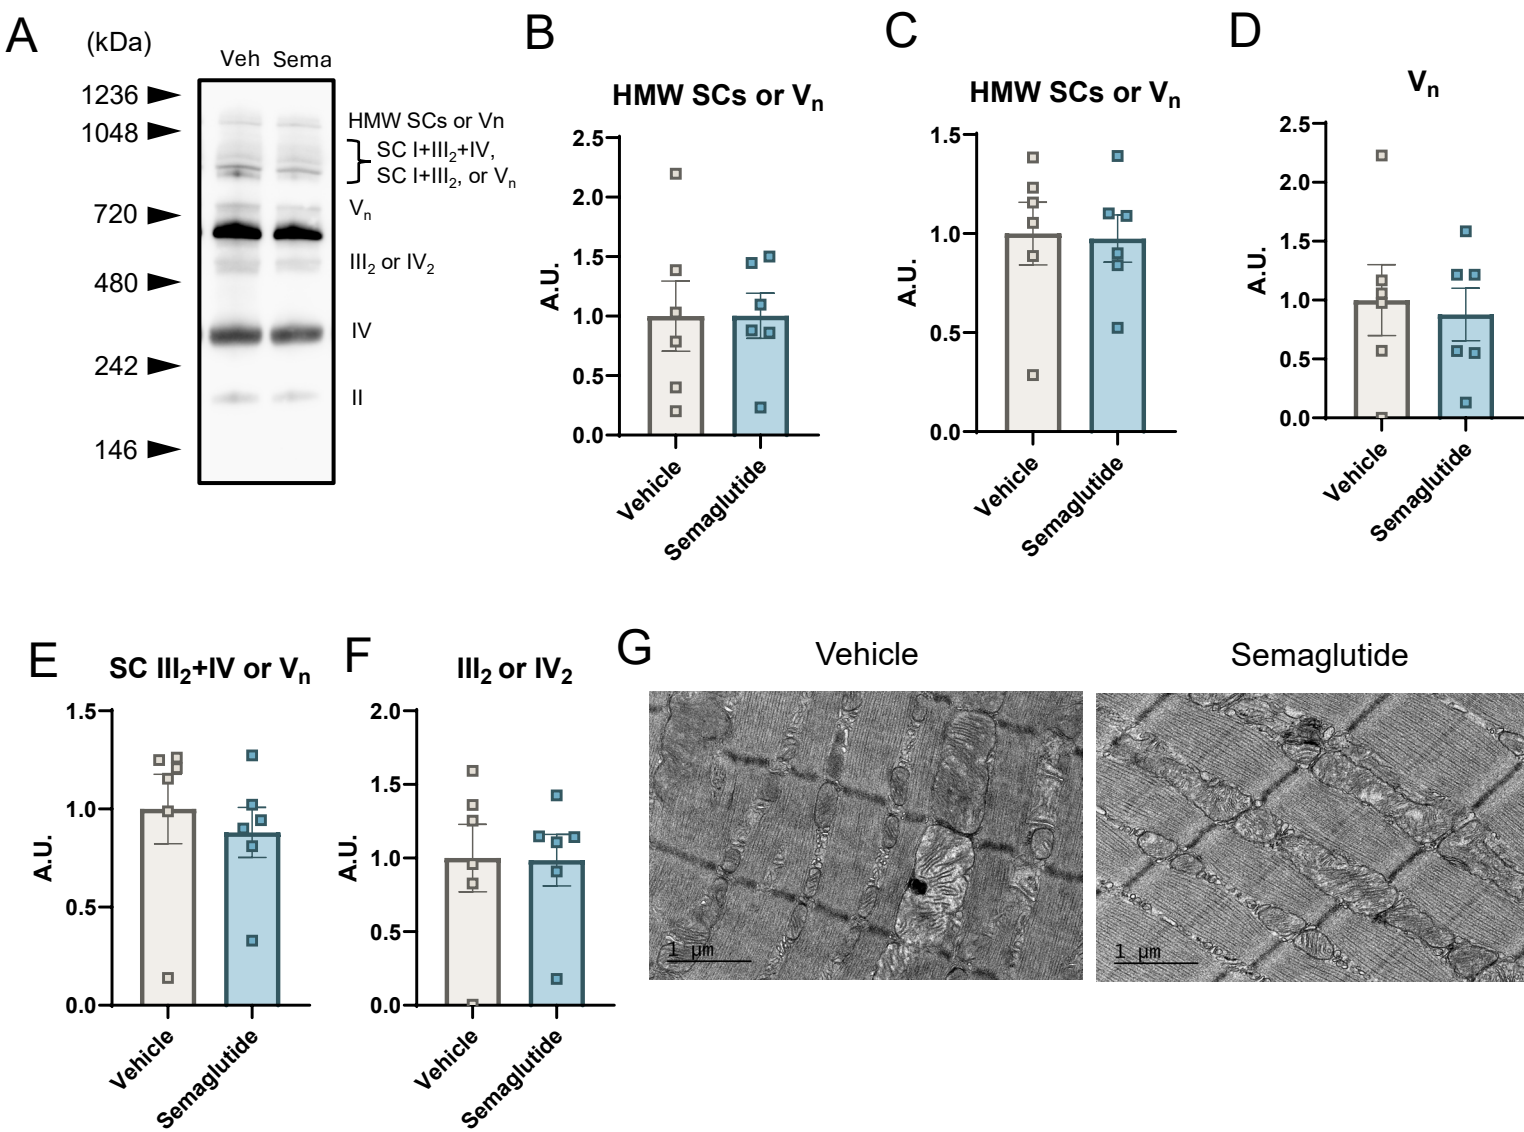 A
(kDa)
Veh Sema
1236
1048
720
480
242
146
HMW SCs or Vn
SC I+III₂+IV,
SC I+III₂, or Vₙ
Vₙ
III₂ or IV₂
IV
II
B
HMW SCs or Vₙ
A.U.
2.5
2.0
1.5
1.0
0.5
0.0
Vehicle
Semaglutide
C
HMW SCs or Vₙ
A.U.
1.5
1.0
0.5
0.0
Vehicle
Semaglutide
D
Vₙ
A.U.
2.5
2.0
1.5
1.0
0.5
0.0
Vehicle
Semaglutide
E
SC III₂+IV or Vₙ
A.U.
1.5
1.0
0.5
0.0
Vehicle
Semaglutide
F
III₂ or IV₂
A.U.
2.0
1.5
1.0
0.5
0.0
Vehicle
Semaglutide
G
Vehicle
Semaglutide
1 µm
1 µm